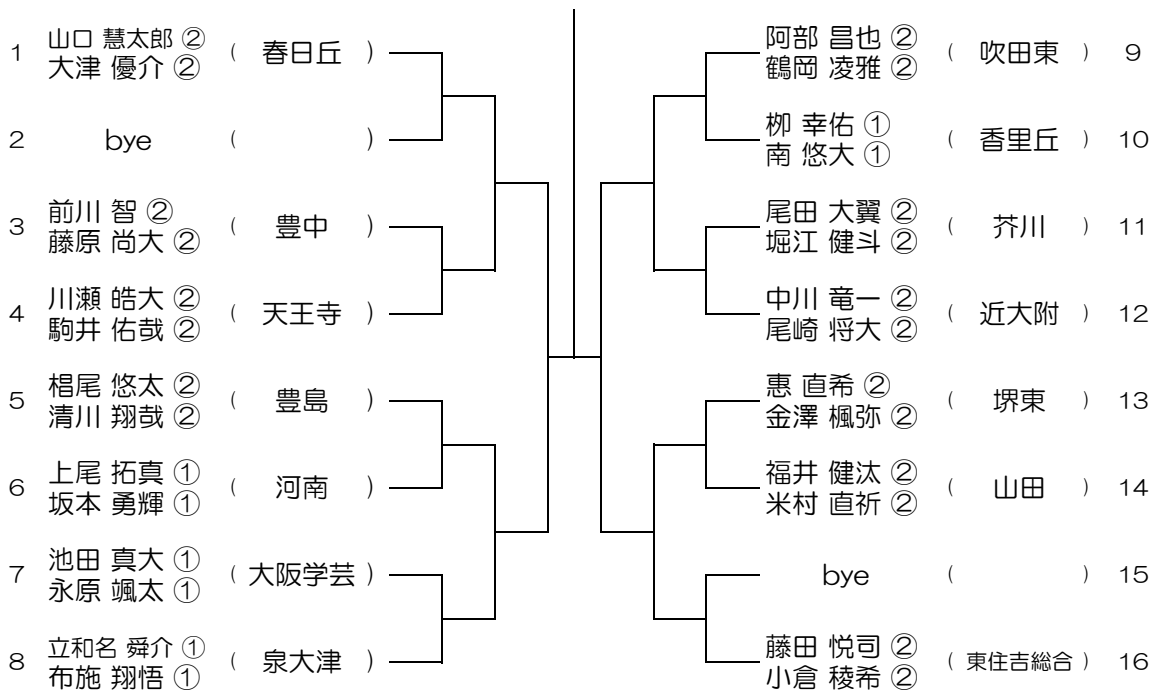 1 山口 慧太郎 ② ( 春日丘 )
大津 優介 ②
2 bye ( )
3 前川 智 ② ( 豊中 )
藤原 尚大 ②
4 川瀬 皓大 ② ( 天王寺 )
駒井 佑哉 ②
5 椙尾 悠太 ② ( 豊島 )
清川 翔哉 ②
6 上尾 拓真 ① ( 河南 )
坂本 勇輝 ①
7 池田 真大 ① ( 大阪学芸 )
永原 颯太 ①
8 立和名 舜介 ① ( 泉大津 )
布施 翔悟 ①
阿部 昌也 ② ( 吹田東 ) 9
鶴岡 凌雅 ②
栁 幸佑 ① ( 香里丘 ) 10
南 悠大 ①
尾田 大翼 ② ( 芥川 ) 11
堀江 健斗 ②
中川 竜一 ② ( 近大附 ) 12
尾崎 将大 ②
惠 直希 ② ( 堺東 ) 13
金澤 楓弥 ②
福井 健汰 ② ( 山田 ) 14
米村 直祈 ②
bye ( ) 15
藤田 悦司 ② ( 東住吉総合 ) 16
小倉 稜希 ②